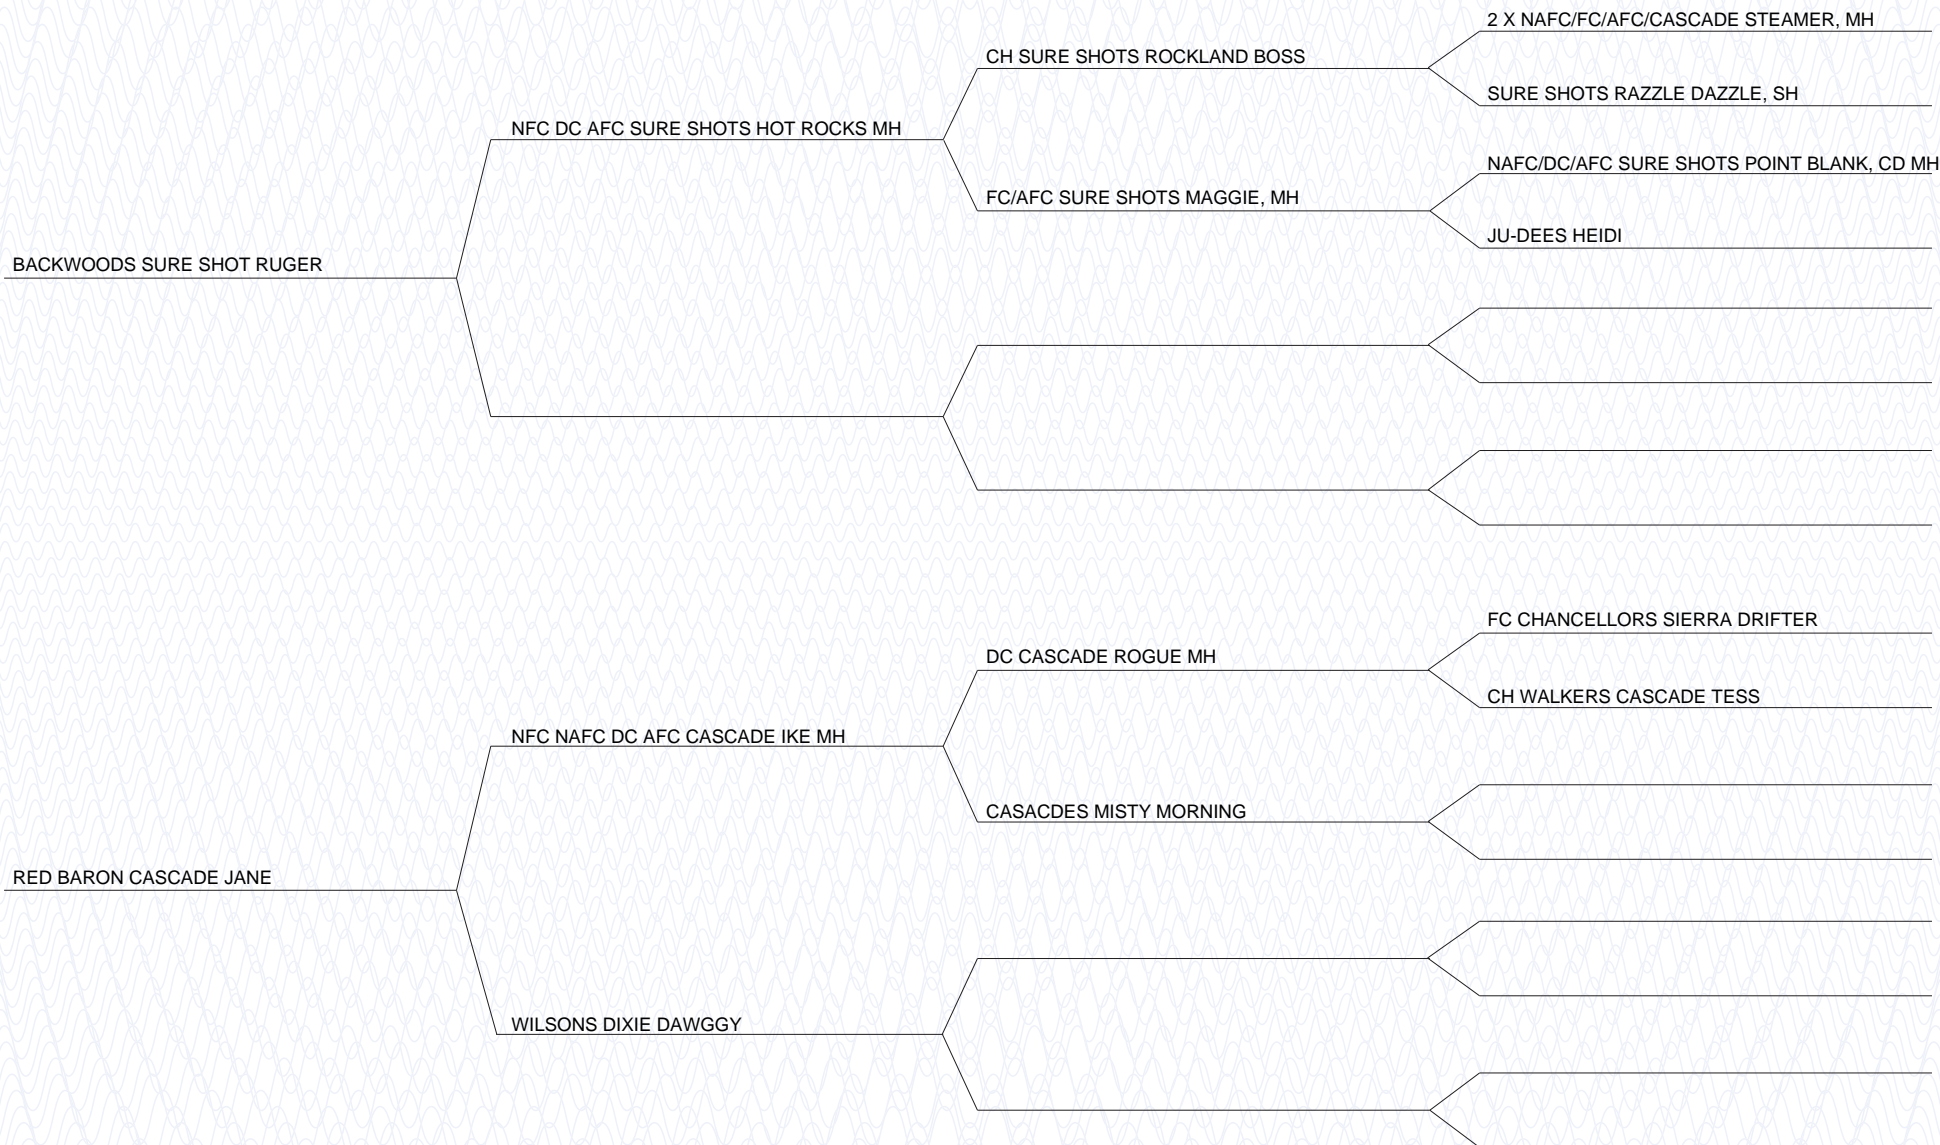 2 X NAFC/FC/AFC/CASCADE STEAMER, MH
CH SURE SHOTS ROCKLAND BOSS
SURE SHOTS RAZZLE DAZZLE, SH
NFC DC AFC SURE SHOTS HOT ROCKS MH
NAFC/DC/AFC SURE SHOTS POINT BLANK, CD MH
FC/AFC SURE SHOTS MAGGIE, MH
JU-DEES HEIDI
BACKWOODS SURE SHOT RUGER
FC CHANCELLORS SIERRA DRIFTER
DC CASCADE ROGUE MH
CH WALKERS CASCADE TESS
NFC NAFC DC AFC CASCADE IKE MH
CASACDES MISTY MORNING
RED BARON CASCADE JANE
WILSONS DIXIE DAWGGY